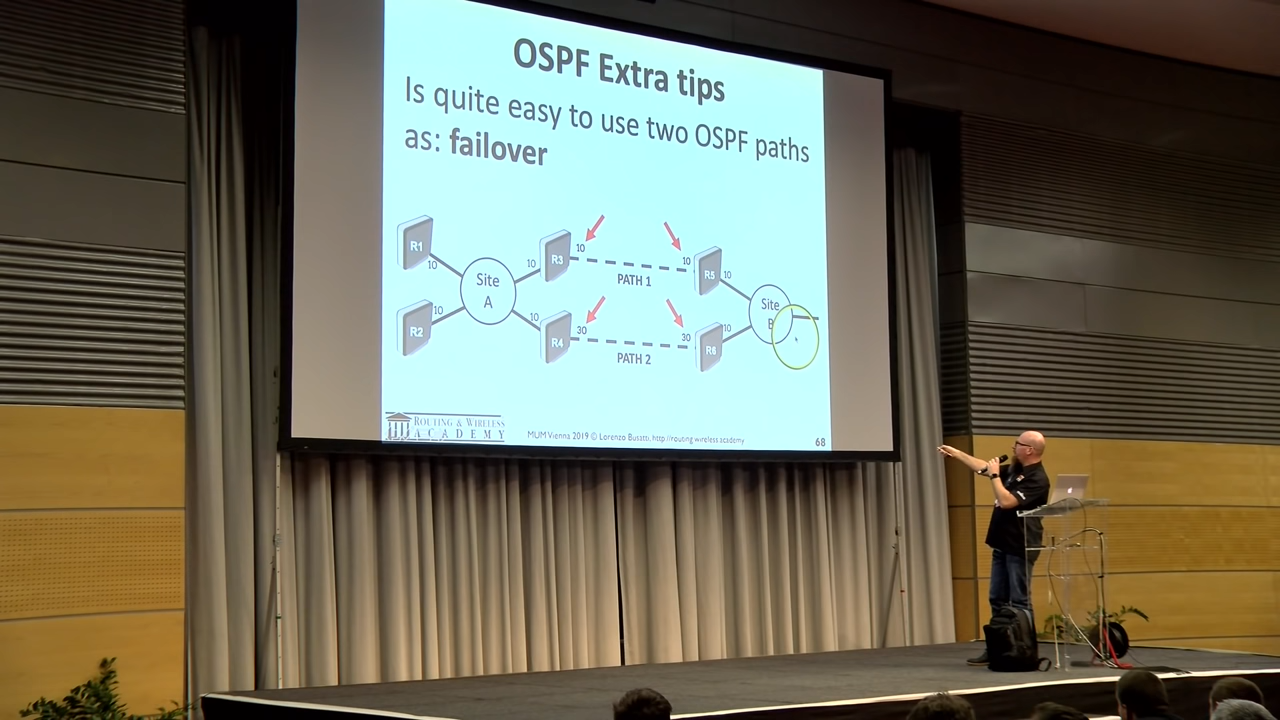 OSPF Extra tips
Is quite easy to use two OSPF paths
as: failover
R1
10
R2
10
Site
A
10
R3
10
10
R4
30
PATH 1
PATH 2
10
R5
10
30
R6
10
Site
B
ROUTING & WIRELESS
ACADEMY
MUM Vienna 2019 © Lorenzo Busatti, http://routing.wireless.academy
68